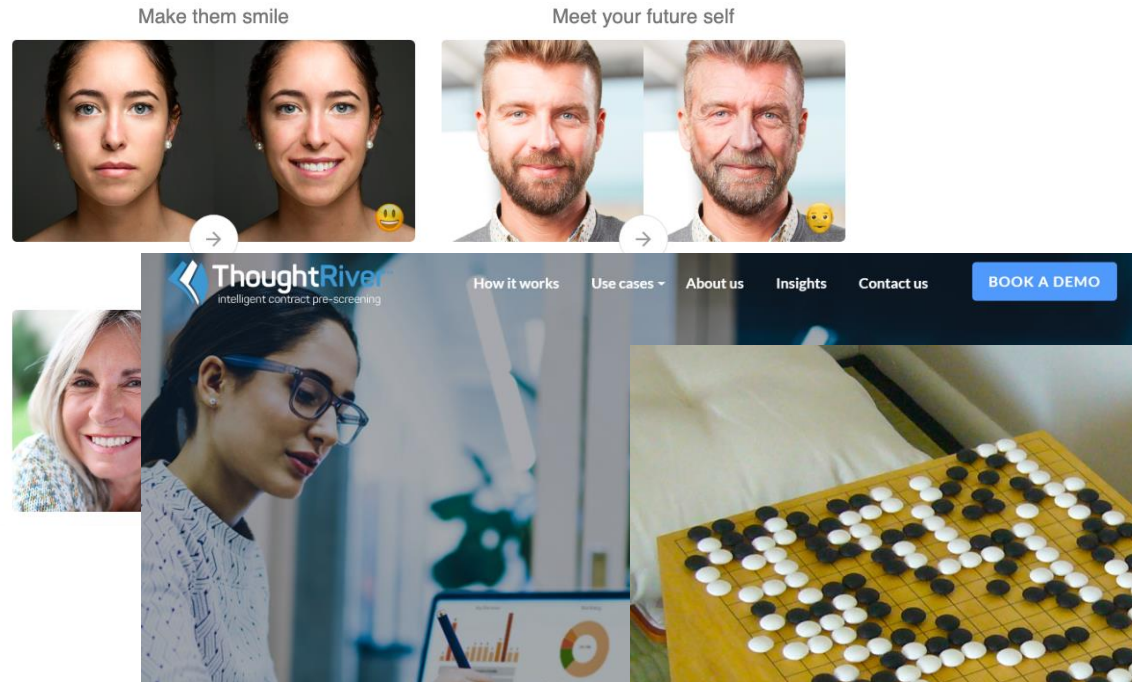 Make them smile
Meet your future self
ThoughtRiver
intelligent contract pre-screening
How it works
Use cases
About us
Insights
Contact us
BOOK A DEMO